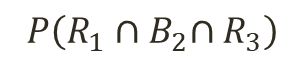 P(R₁ ∩ B₂∩ R₃)